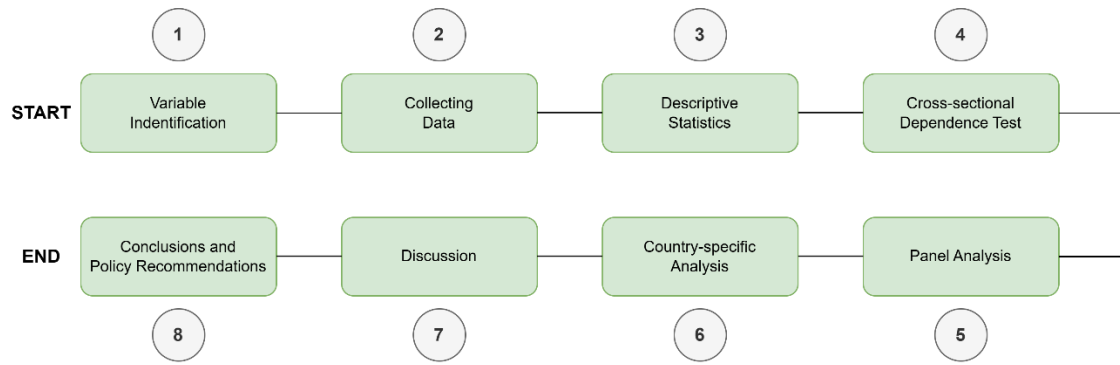 1
2
3
4
START
Variable
Indentification
Collecting
Data
Descriptive
Statistics
Cross-sectional
Dependence Test
END
Conclusions and
Policy Recommendations
Discussion
Country-specific
Analysis
Panel Analysis
8
7
6
5